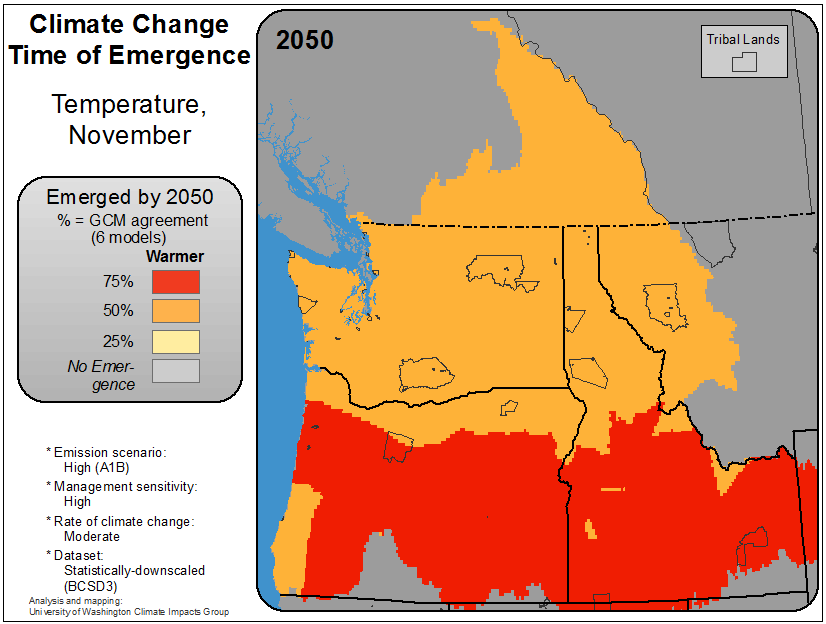 Climate Change
Time of Emergence
Temperature,
November
Emerged by 2050
% = GCM agreement
(6 models)
Warmer
75%
50%
25%
No Emer-
gence
* Emission scenario:
High (A1B)
* Management sensitivity:
High
* Rate of climate change:
Moderate
* Dataset:
Statistically-downscaled
(BCSD3)
Analysis and mapping:
University of Washington Climate Impacts Group
2050
Tribal Lands